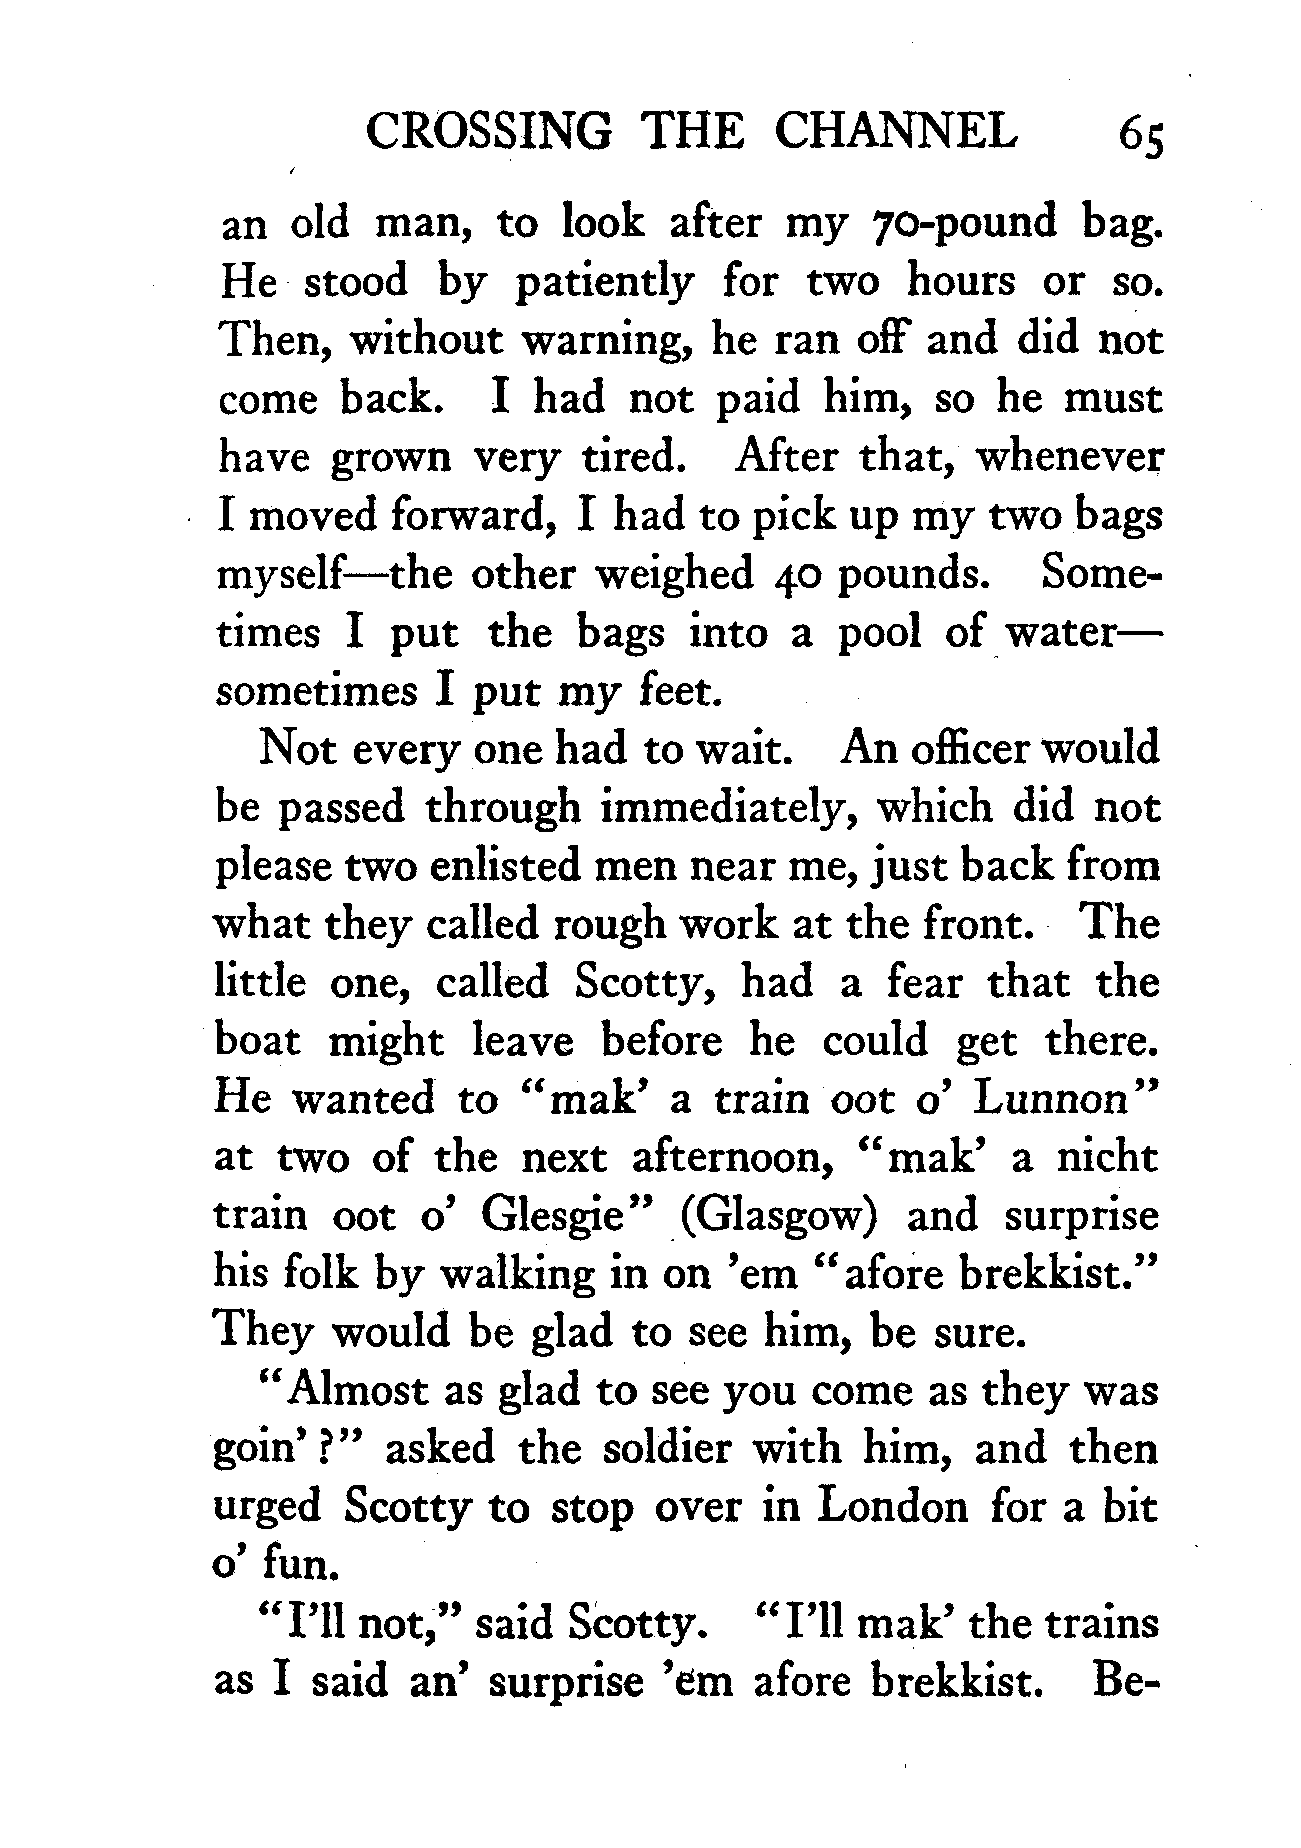 CROSSING THE CHANNEL 65
an old man, to look after my 70-pound bag.
He stood by patiently for two hours or so.
Then, without warning, he ran off and did not
come back. I had not paid him, so he must
have grown very tired. After that, whenever
I moved forward, I had to pick up my two bags
myself—the other weighed 40 pounds. Some-
times I put the bags into a pool of water—
sometimes I put my feet.
Not every one had to wait. An officer would
be passed through immediately, which did not
please two enlisted men near me, just back from
what they called rough work at the front. The
little one, called Scotty, had a fear that the
boat might leave before he could get there.
He wanted to "mak' a train oot o' Lunnon"
at two of the next afternoon, "mak' a nicht
train oot o' Glesgie" (Glasgow) and surprise
his folk by walking in on 'em "afore brekkist."
They would be glad to see him, be sure.
"Almost as glad to see you come as they was
goin'?" asked the soldier with him, and then
urged Scotty to stop over in London for a bit
o' fun.
"I'll not," said Scotty. "I'll mak' the trains
as I said an' surprise 'em afore brekkist. Be-